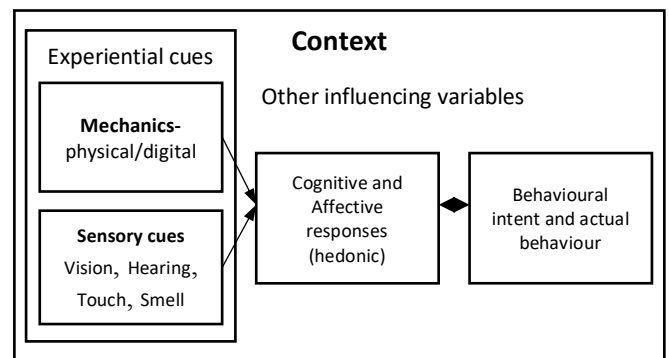 Context
Experiential cues
Other influencing variables
Mechanics-
physical/digital
Sensory cues
Vision, Hearing,
Touch, Smell
Cognitive and
Affective
responses
(hedonic)
Behavioural
intent and actual
behaviour